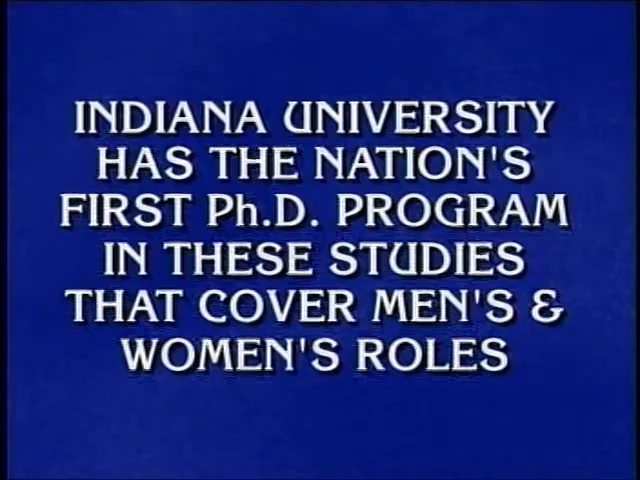 INDIANA UNIVERSITY
HAS THE NATION'S
FIRST Ph.D. PROGRAM
IN THESE STUDIES
THAT COVER MEN'S &
WOMEN'S ROLES